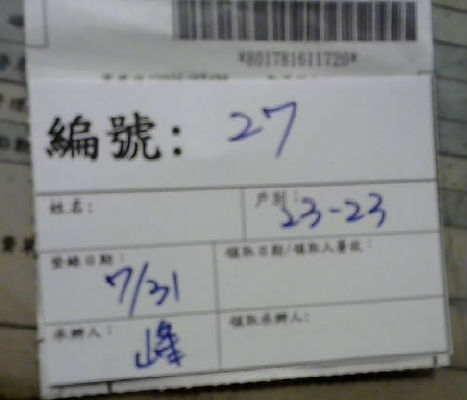 *801781611720*
編號: 27
姓名:
戶別: 23-23
登錄日期: 7/31
領取日期/領取人簽收:
承辦人: 峰
領取承辦人: